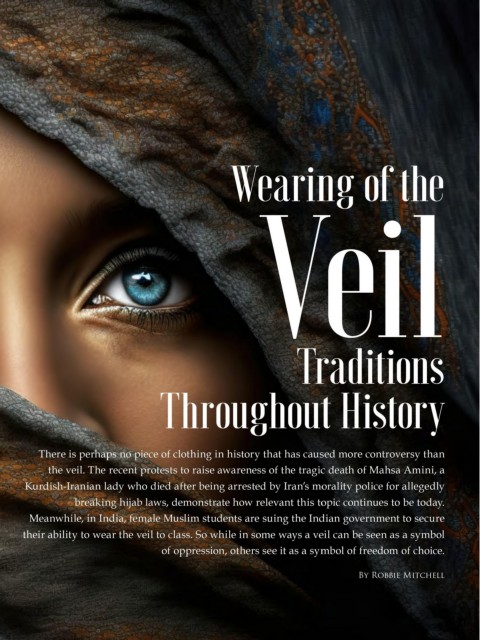 Wearing of the
Veil
Traditions
Throughout History
There is perhaps no piece of clothing in history that has caused more controversy than
the veil. The recent protests to raise awareness of the tragic death of Mahsa Amini, a
Kurdish-Iranian lady who died after being arrested by Iran’s morality police for allegedly
breaking hijab laws, demonstrate how relevant this topic continues to be today.
Meanwhile, in India, female Muslim students are suing the Indian government to secure
their ability to wear the veil to class. So while in some ways a veil can be seen as a symbol
of oppression, others see it as a symbol of freedom of choice.
By Robbie Mitchell